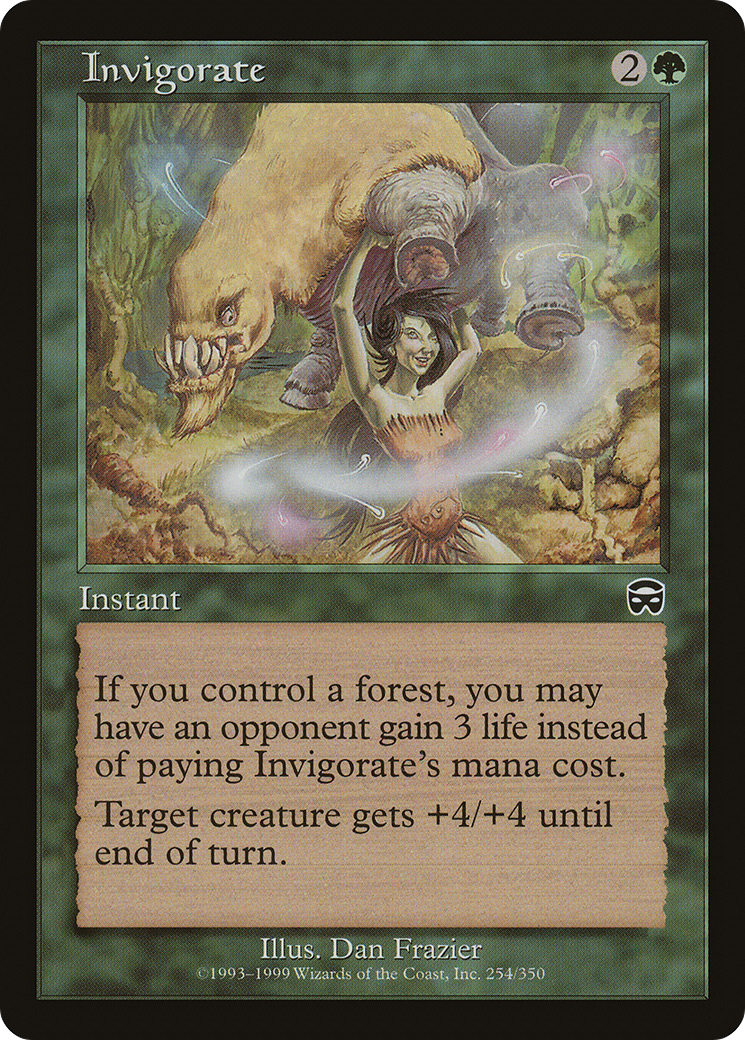 Invigorate
2
Instant
If you control a forest, you may
have an opponent gain 3 life instead
of paying Invigorate's mana cost.
Target creature gets +4/+4 until
end of turn.
Illus. Dan Frazier
©1993–1999 Wizards of the Coast, Inc. 254/350